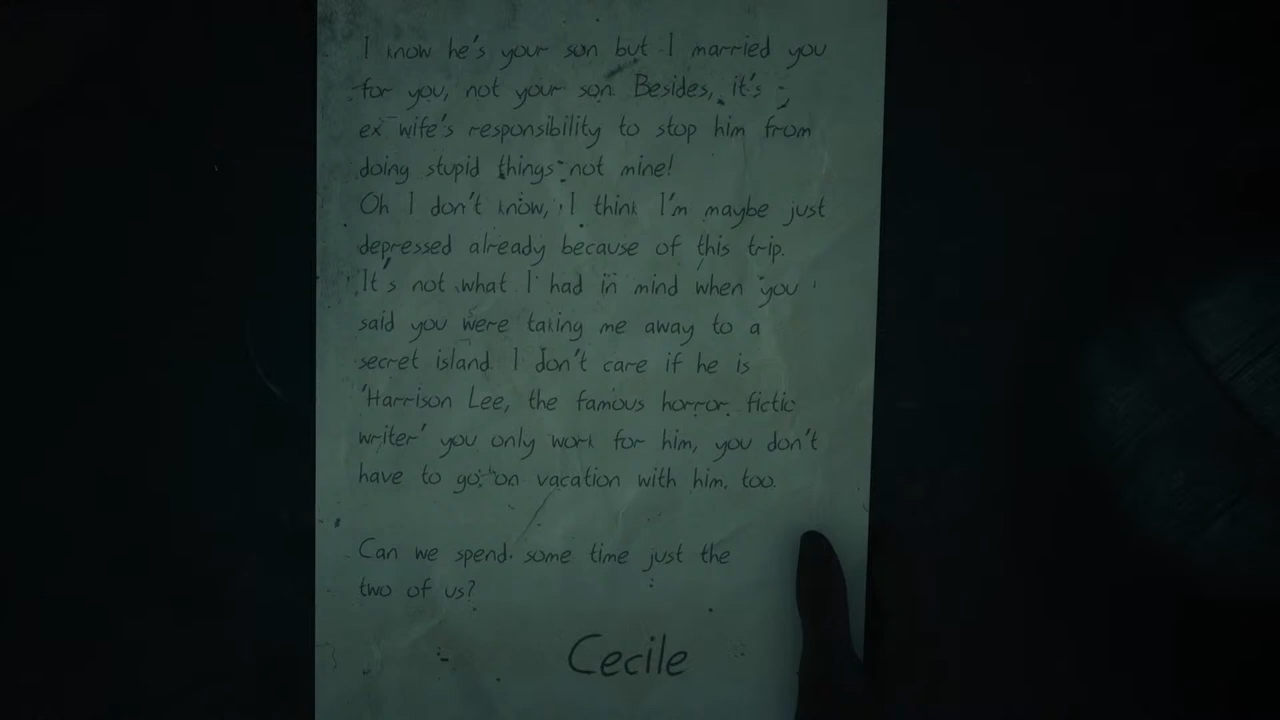 I know he's your son but I married you
for you, not your son. Besides, it's
ex wife's responsibility to stop him from
doing stupid things not mine!
Oh I don't know, I think I'm maybe just
depressed already because of this trip.
It's not what I had in mind when you
said you were taking me away to a
secret island. I don't care if he is
'Harrison Lee, the famous horror fictio
writer' you only work for him, you don't
have to go on vacation with him, too.
Can we spend some time just the
two of us?
Cecile